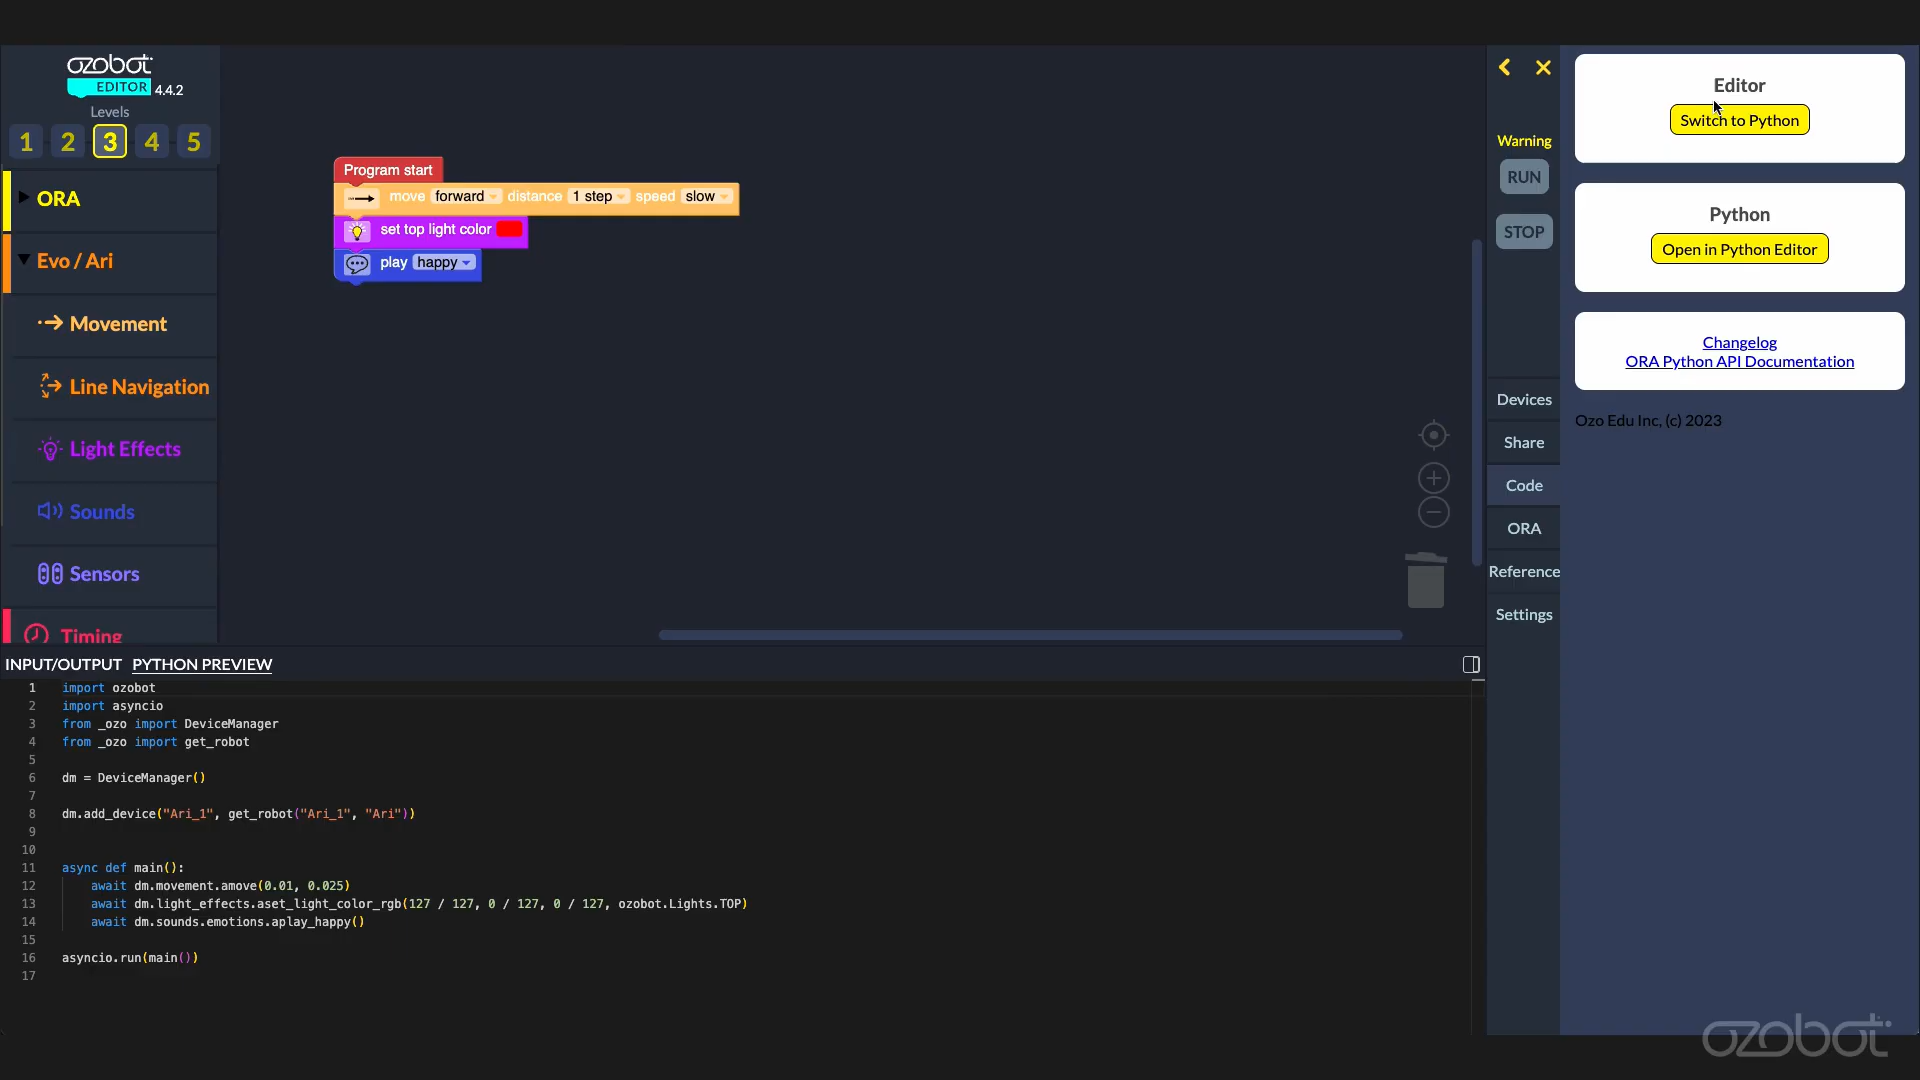 ozobot
EDITOR 4.4.2
Levels
1 2 3 4 5
ORA
Evo / Ari
Movement
Line Navigation
Light Effects
Sounds
Sensors
Timing
Program start
move forward distance 1 step speed slow
set top light color
play happy
Warning
RUN
STOP
Devices
Share
Code
ORA
Reference
Settings
Editor
Switch to Python
Python
Open in Python Editor
Changelog
ORA Python API Documentation
Ozo Edu Inc, (c) 2023
INPUT/OUTPUT PYTHON PREVIEW
1 import ozobot
2 import asyncio
3 from _ozo import DeviceManager
4 from _ozo import get_robot
5
6 dm = DeviceManager()
7
8 dm.add_device("Ari_1", get_robot("Ari_1", "Ari"))
9
10
11 async def main():
12 await dm.movement.amove(0.01, 0.025)
13 await dm.light_effects.aset_light_color_rgb(127 / 127, 0 / 127, 0 / 127, ozobot.Lights.TOP)
14 await dm.sounds.emotions.aplay_happy()
15
16 asyncio.run(main())
17
ozobot